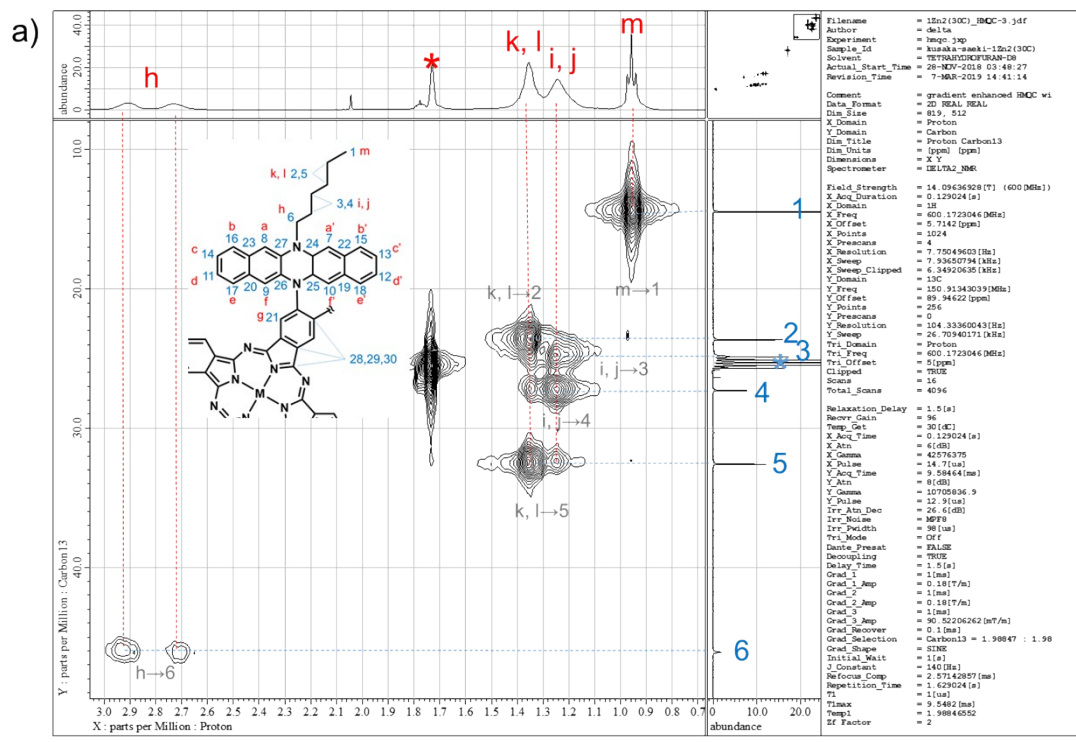 a)
h
*
k, l
i, j
m
abundance
40.0
20.0
0
10.0
20.0
30.0
40.0
Y : parts per Million : Carbon13
1 m
k, l 2,5
3,4 i, j
h
6
b a a' b'
16 8 7 15
c 14 23 27 N 24 22 13 c'
d 11 20 26 N 25 19 12 d'
17 9 10 18
e f f' e'
g 21
28,29,30
N
N
N
N
M
N
N
N
m→1
k, l→2
i, j→3
i, j→4
k, l→5
h→6
1
2
3
*
4
5
6
3.0 2.9 2.8 2.7 2.6 2.5 2.4 2.3 2.2 2.1 2.0 1.9 1.8 1.7 1.6 1.5 1.4 1.3 1.2 1.1 1.0 0.9 0.8 0.7
X : parts per Million : Proton
0 10.0 20.0
abundance
Filename = 1Zn2(30C)_HMQC-3.jdf
Author = delta
Experiment = hmqc.jxp
Sample_Id = kusaka-saeki-1Zn2(30C)
Solvent = TETRAHYDROFURAN-D8
Actual_Start_Time = 28-NOV-2018 03:48:27
Revision_Time = 7-MAR-2019 14:41:14
Comment = gradient enhanced HMQC wi
Data_Format = 2D REAL REAL
Dim_Size = 819, 512
X_Domain = Proton
Y_Domain = Carbon
Dim_Title = Proton Carbon13
Dim_Units = [ppm] [ppm]
Dimensions = X Y
Spectrometer = DELTA2_NMR
Field_Strength = 14.09636928[T] (600[MHz])
X_Acq_Duration = 0.129024[s]
X_Domain = 1H
X_Freq = 600.1723046[MHz]
X_Offset = 5.7142[ppm]
X_Points = 1024
X_Prescans = 4
X_Resolution = 7.75049603[Hz]
X_Sweep = 7.93650794[kHz]
X_Sweep_Clipped = 6.34920635[kHz]
Y_Domain = 13C
Y_Freq = 150.91343039[MHz]
Y_Offset = 89.94622[ppm]
Y_Points = 256
Y_Prescans = 0
Y_Resolution = 104.33360043[Hz]
Y_Sweep = 26.70940171[kHz]
Tri_Domain = Proton
Tri_Freq = 600.1723046[MHz]
Tri_Offset = 5[ppm]
Clipped = TRUE
Scans = 16
Total_Scans = 4096
Relaxation_Delay = 1.5[s]
Recvr_Gain = 96
Temp_Get = 30[dC]
X_Acq_Time = 0.129024[s]
X_Atn = 6[dB]
X_Gamma = 42576375
X_Pulse = 14.7[us]
Y_Acq_Time = 9.58464[ms]
Y_Atn = 8[dB]
Y_Gamma = 10705836.9
Y_Pulse = 12.9[us]
Irr_Atn_Dec = 26.6[dB]
Irr_Noise = MPF8
Irr_Pwidth = 98[us]
Tri_Mode = Off
Dante_Presat = FALSE
Decoupling = TRUE
Delay_Time = 1.5[s]
Grad_1 = 1[ms]
Grad_1_Amp = 0.18[T/m]
Grad_2 = 1[ms]
Grad_2_Amp = 0.18[T/m]
Grad_3 = 1[ms]
Grad_3_Amp = 90.52206262[mT/m]
Grad_Recover = 0.1[ms]
Grad_Selection = Carbon13 = 1.98847 : 1.98
Grad_Shape = SINE
Initial_Wait = 1[s]
J_Constant = 140[Hz]
Refocus_Comp = 2.57142857[ms]
Repetition_Time = 1.629024[s]
T1 = 1[us]
T1max = 9.5482[ms]
Temp1 = 1.98846552
Zf Factor = 2